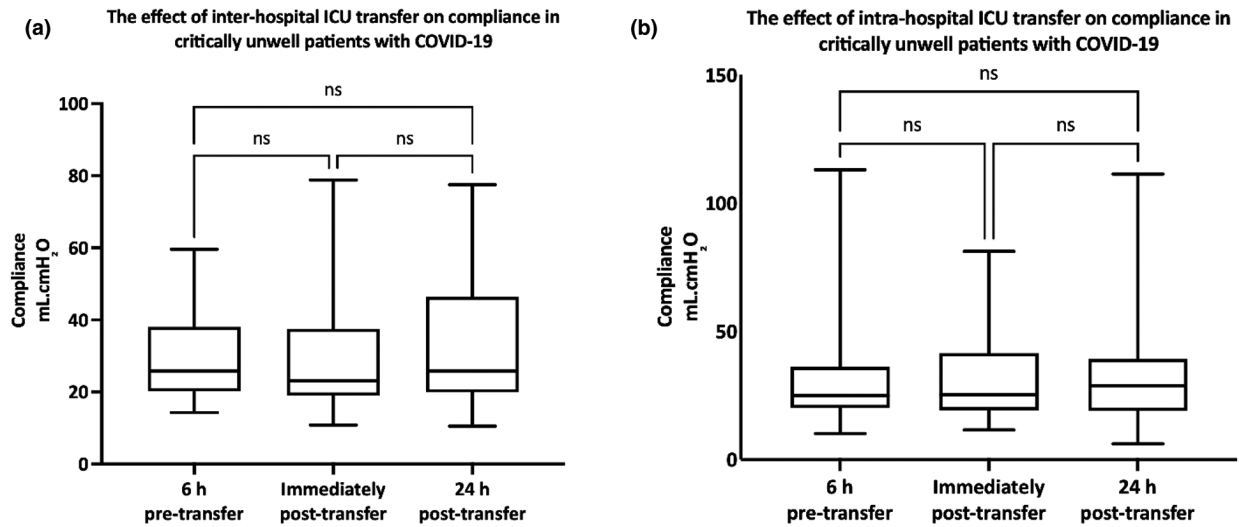 (a)
The effect of inter-hospital ICU transfer on compliance in
critically unwell patients with COVID-19
ns
ns
ns
100
80
60
40
20
0
Compliance
mL.cmH₂O
6 h
pre-transfer
Immediately
post-transfer
24 h
post-transfer
(b)
The effect of intra-hospital ICU transfer on compliance in
critically unwell patients with COVID-19
ns
ns
ns
150
100
50
0
Compliance
mL.cmH₂O
6 h
pre-transfer
Immediately
post-transfer
24 h
post-transfer